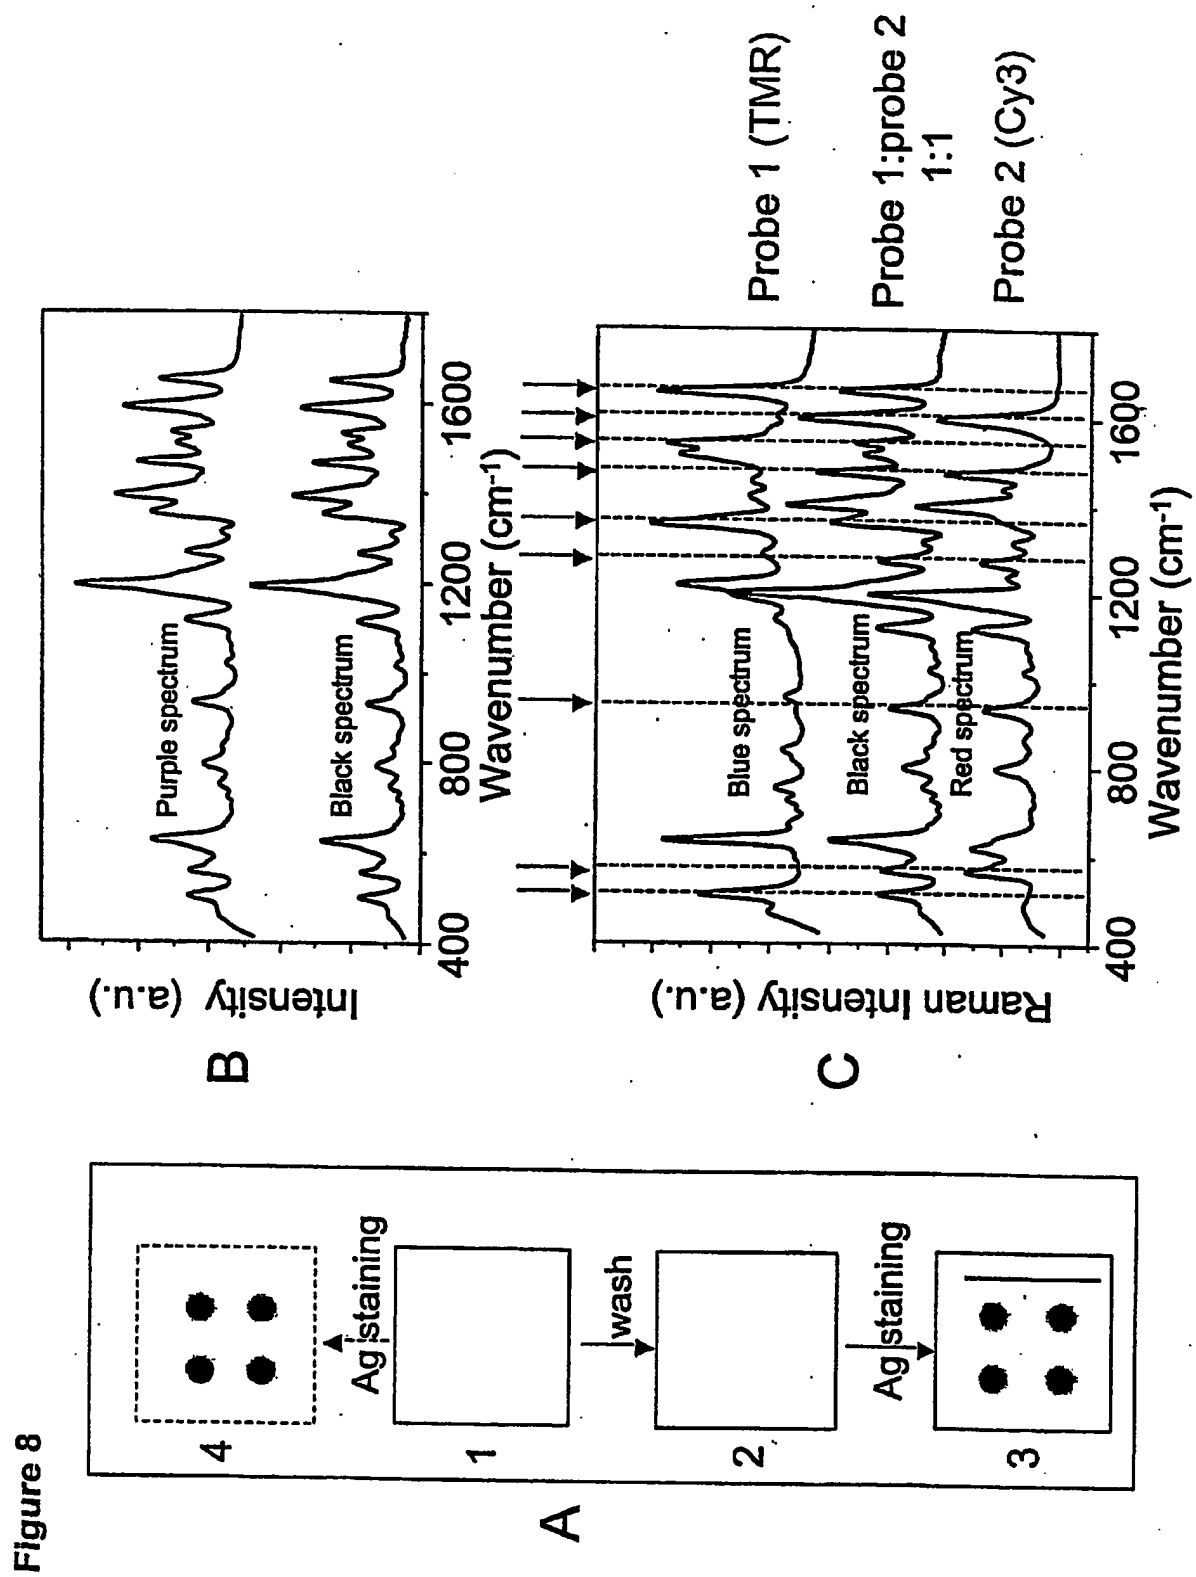 Figure 8
A
4
Ag staining
1
wash
2
Ag staining
3
B
Intensity (a.u.)
Purple spectrum
Black spectrum
400
800
1200
1600
Wavenumber (cm-1)
C
Raman Intensity (a.u.)
Blue spectrum
Black spectrum
Red spectrum
Probe 1 (TMR)
Probe 1:probe 2
1:1
Probe 2 (Cy3)
400
800
1200
1600
Wavenumber (cm-1)